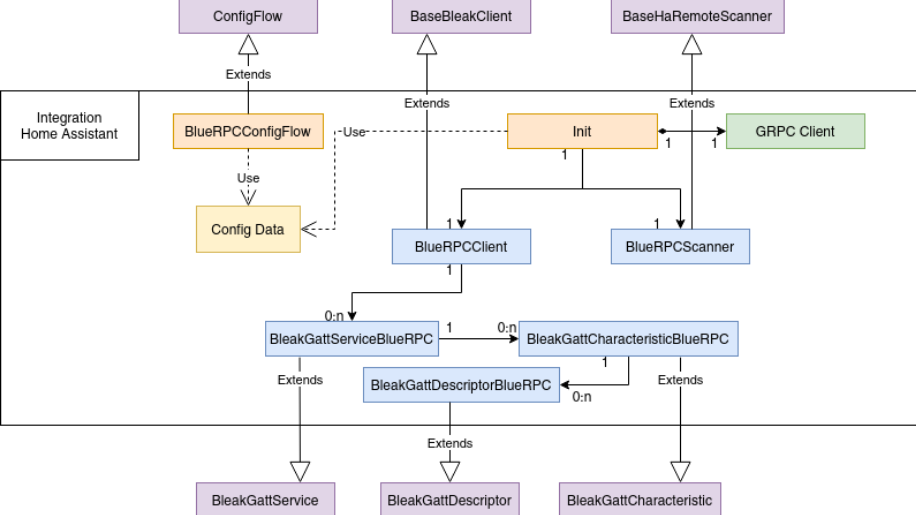 ConfigFlow
BaseBleakClient
BaseHaRemoteScanner
Extends
Extends
Extends
Integration
Home Assistant
BlueRPCConfigFlow
Use
Init
1
1
GRPC Client
1
Use
Config Data
1
1
BlueRPCClient
BlueRPCScanner
1
0:n
1
0:n
BleakGattServiceBlueRPC
BleakGattCharacteristicBlueRPC
1
Extends
BleakGattDescriptorBlueRPC
Extends
0:n
Extends
BleakGattService
BleakGattDescriptor
BleakGattCharacteristic